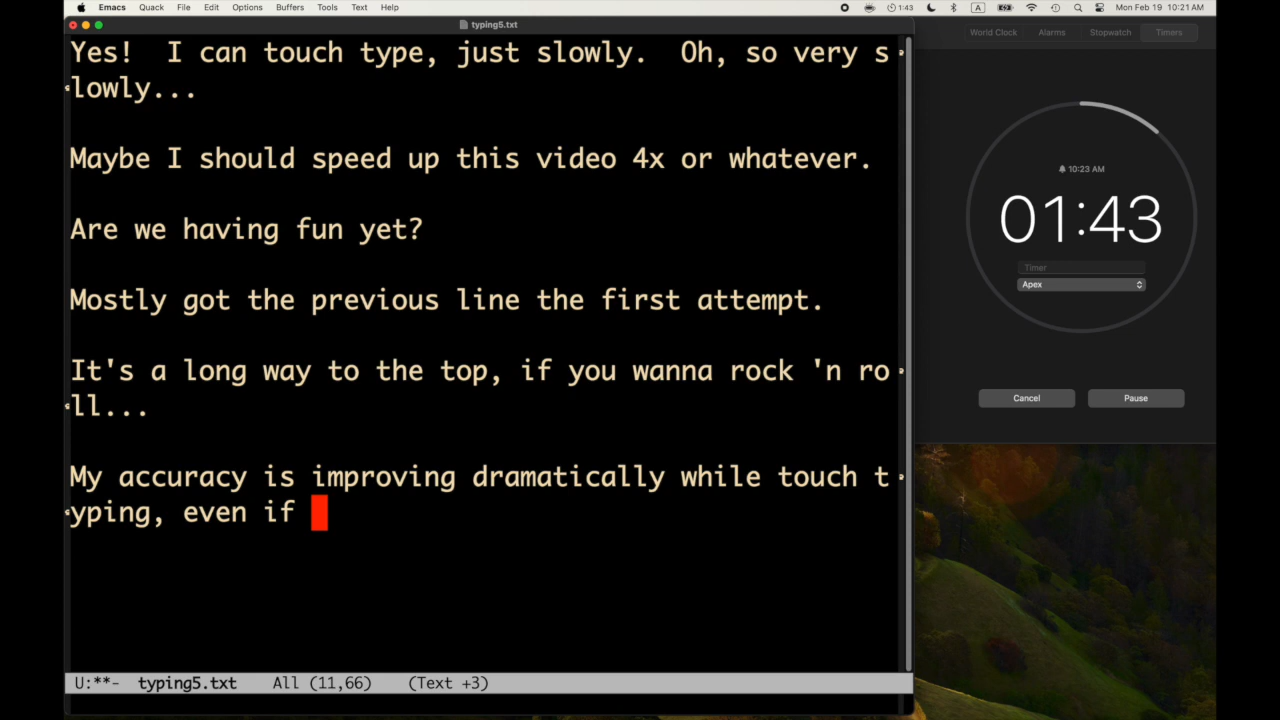 Emacs Quack File Edit Options Buffers Tools Text Help 1:43 A Mon Feb 19 10:21 AM
typing5.txt
World Clock Alarms Stopwatch Timers
Yes!  I can touch type, just slowly.  Oh, so very s
lowly...
Maybe I should speed up this video 4x or whatever.
Are we having fun yet?
Mostly got the previous line the first attempt.
It's a long way to the top, if you wanna rock 'n ro
ll...
My accuracy is improving dramatically while touch t
yping, even if
U:**-  typing5.txt    All (11,66)    (Text +3)
10:23 AM
01:43
Timer
Apex
Cancel Pause